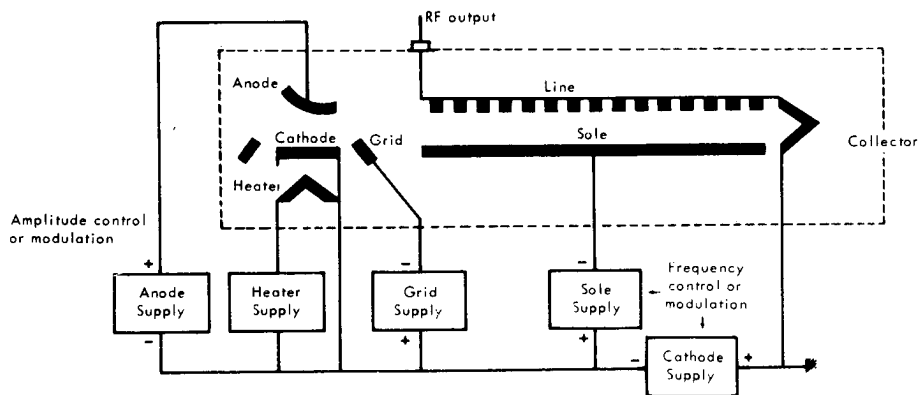 RF output
Anode
Line
Cathode
Grid
Sole
Collector
Heater
Amplitude control
or modulation
+
−
−
Frequency
control or
modulation
Anode
Supply
Heater
Supply
Grid
Supply
Sole
Supply
−
+
+
−
+
Cathode
Supply